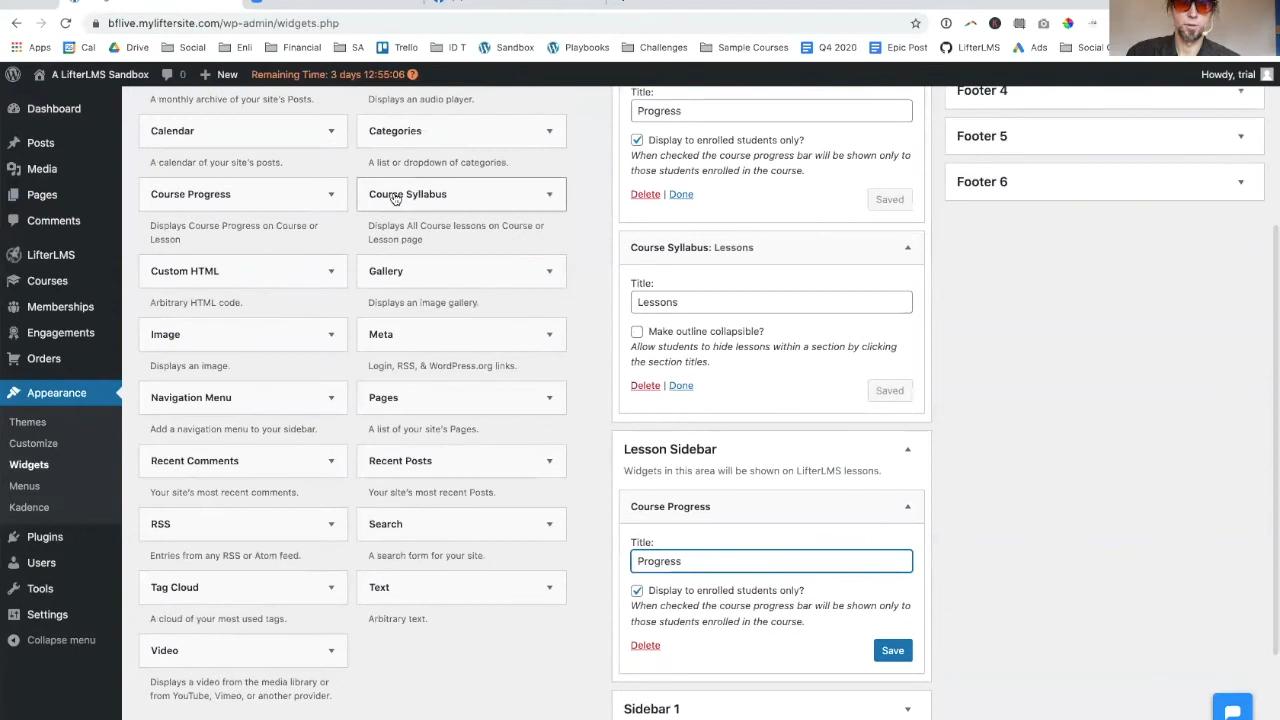 bflive.myliftersite.com/wp-admin/widgets.php
Apps
Cal
Drive
Social
Enli
Financial
SA
Trello
ID T
Sandbox
Playbooks
Challenges
Sample Courses
Q4 2020
Epic Post
LifterLMS
Ads
Social
A LifterLMS Sandbox
0
New
Remaining Time: 3 days 12:55:06
Howdy, trial
Dashboard
Posts
Media
Pages
Comments
LifterLMS
Courses
Memberships
Engagements
Orders
Appearance
Themes
Customize
Widgets
Menus
Kadence
Plugins
Users
Tools
Settings
Collapse menu
A monthly archive of your site's Posts.
Displays an audio player.
Calendar
Categories
A calendar of your site's posts.
A list or dropdown of categories.
Course Progress
Course Syllabus
Displays Course Progress on Course or
Lesson
Displays All Course lessons on Course or
Lesson page
Custom HTML
Gallery
Arbitrary HTML code.
Displays an image gallery.
Image
Meta
Displays an image.
Login, RSS, & WordPress.org links.
Navigation Menu
Pages
Add a navigation menu to your sidebar.
A list of your site's Pages.
Recent Comments
Recent Posts
Your site's most recent comments.
Your site's most recent Posts.
RSS
Search
Entries from any RSS or Atom feed.
A search form for your site.
Tag Cloud
Text
A cloud of your most used tags.
Arbitrary text.
Video
Displays a video from the media library or
from YouTube, Vimeo, or another provider.
Title:
Progress
Display to enrolled students only?
When checked the course progress bar will be shown only to
those students enrolled in the course.
Delete | Done
Saved
Course Syllabus: Lessons
Title:
Lessons
Make outline collapsible?
Allow students to hide lessons within a section by clicking
the section titles.
Delete | Done
Saved
Lesson Sidebar
Widgets in this area will be shown on LifterLMS lessons.
Course Progress
Title:
Progress
Display to enrolled students only?
When checked the course progress bar will be shown only to
those students enrolled in the course.
Delete
Save
Sidebar 1
Footer 4
Footer 5
Footer 6